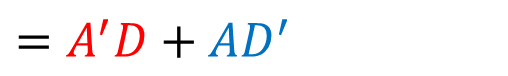 = A′D + AD′